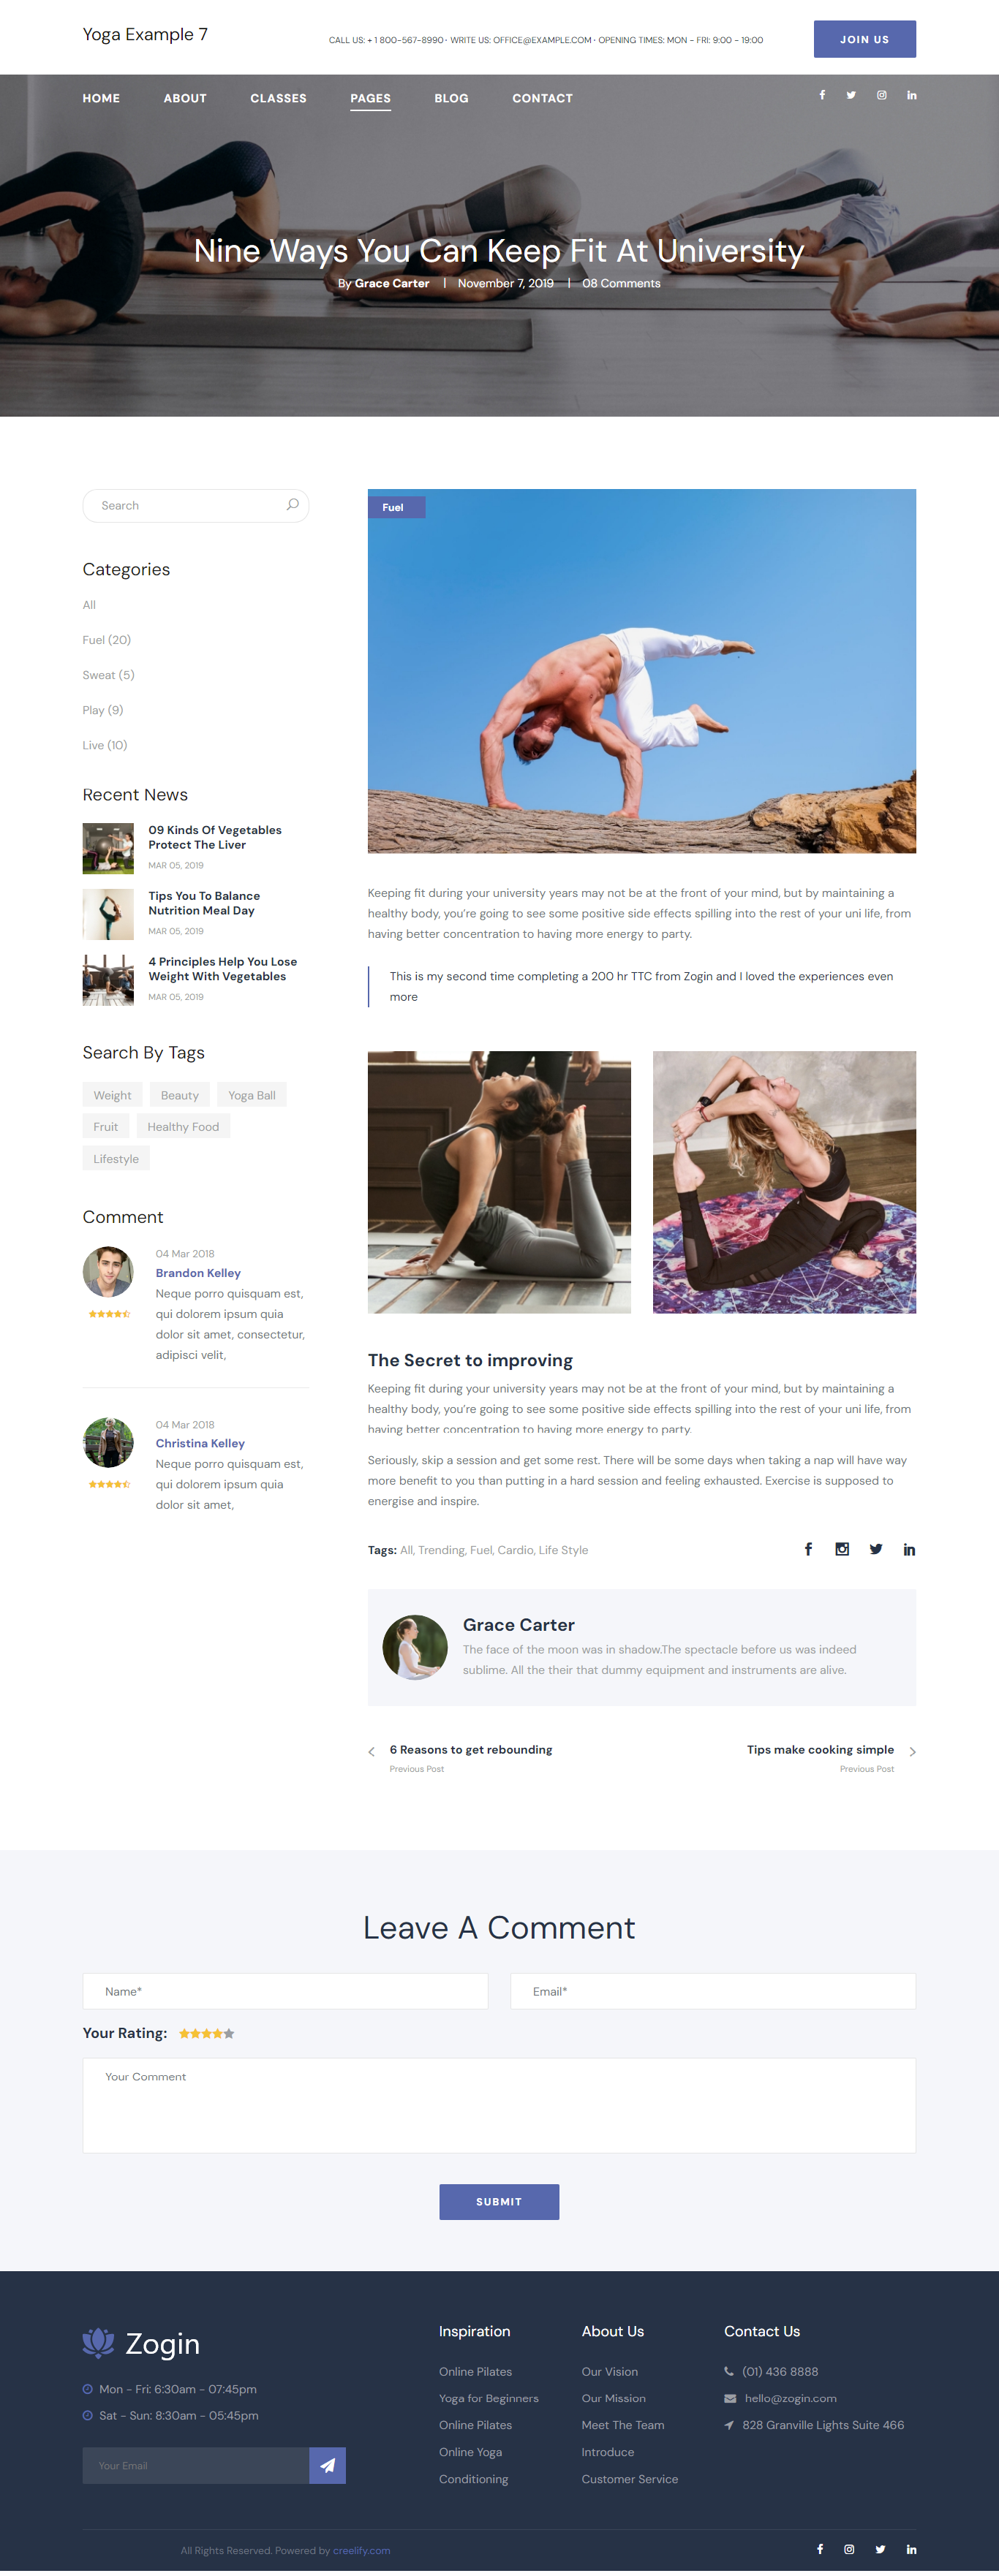 Yoga Example 7
CALL US: + 1 800-567-8990 · WRITE US: OFFICE@EXAMPLE.COM · OPENING TIMES: MON - FRI: 9:00 - 19:00
JOIN US
HOME ABOUT CLASSES PAGES BLOG CONTACT
Nine Ways You Can Keep Fit At University
By Grace Carter | November 7, 2019 | 08 Comments
Search
Categories
All
Fuel (20)
Sweat (5)
Play (9)
Live (10)
Recent News
09 Kinds Of Vegetables
Protect The Liver
MAR 05, 2019
Tips You To Balance
Nutrition Meal Day
MAR 05, 2019
4 Principles Help You Lose
Weight With Vegetables
MAR 05, 2019
Search By Tags
Weight Beauty Yoga Ball
Fruit Healthy Food
Lifestyle
Comment
04 Mar 2018
Brandon Kelley
Neque porro quisquam est,
qui dolorem ipsum quia
dolor sit amet, consectetur,
adipisci velit,
04 Mar 2018
Christina Kelley
Neque porro quisquam est,
qui dolorem ipsum quia
dolor sit amet,
Fuel
Keeping fit during your university years may not be at the front of your mind, but by maintaining a
healthy body, you're going to see some positive side effects spilling into the rest of your uni life, from
having better concentration to having more energy to party.
This is my second time completing a 200 hr TTC from Zogin and I loved the experiences even
more
The Secret to improving
Keeping fit during your university years may not be at the front of your mind, but by maintaining a
healthy body, you're going to see some positive side effects spilling into the rest of your uni life, from
having better concentration to having more energy to party.
Seriously, skip a session and get some rest. There will be some days when taking a nap will have way
more benefit to you than putting in a hard session and feeling exhausted. Exercise is supposed to
energise and inspire.
Tags: All, Trending, Fuel, Cardio, Life Style
Grace Carter
The face of the moon was in shadow.The spectacle before us was indeed
sublime. All the their that dummy equipment and instruments are alive.
6 Reasons to get rebounding
Previous Post
Tips make cooking simple
Previous Post
Leave A Comment
Name*
Email*
Your Rating:
Your Comment
SUBMIT
Zogin
Mon - Fri: 6:30am - 07:45pm
Sat - Sun: 8:30am - 05:45pm
Your Email
Inspiration
Online Pilates
Yoga for Beginners
Online Pilates
Online Yoga
Conditioning
About Us
Our Vision
Our Mission
Meet The Team
Introduce
Customer Service
Contact Us
(01) 436 8888
hello@zogin.com
828 Granville Lights Suite 466
All Rights Reserved. Powered by creelify.com